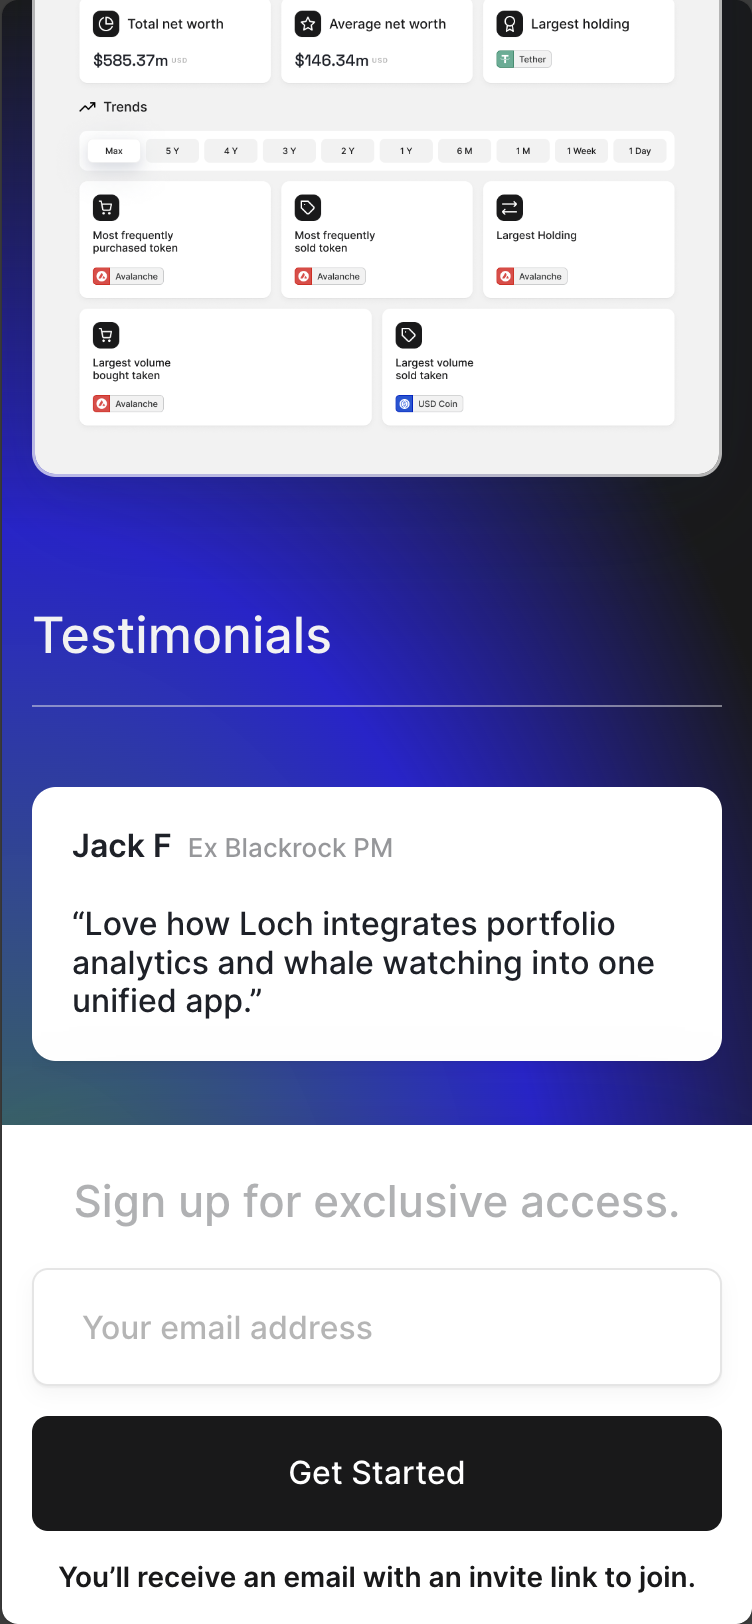 Total net worth
$585.37m USD
Average net worth
$146.34m USD
Largest holding
Tether
Trends
Max 5 Y 4 Y 3 Y 2 Y 1 Y 6 M 1 M 1 Week 1 Day
Most frequently
purchased token
Avalanche
Most frequently
sold token
Avalanche
Largest Holding
Avalanche
Largest volume
bought taken
Avalanche
Largest volume
sold taken
USD Coin
Testimonials
Jack F Ex Blackrock PM
“Love how Loch integrates portfolio
analytics and whale watching into one
unified app.”
Sign up for exclusive access.
Your email address
Get Started
You’ll receive an email with an invite link to join.